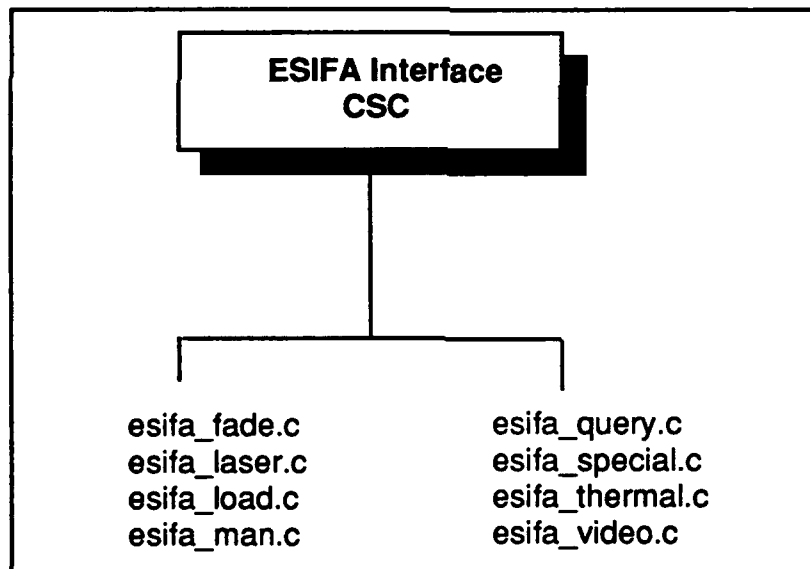 ESIFA Interface
CSC
esifa_fade.c
esifa_laser.c
esifa_load.c
esifa_man.c
esifa_query.c
esifa_special.c
esifa_thermal.c
esifa_video.c